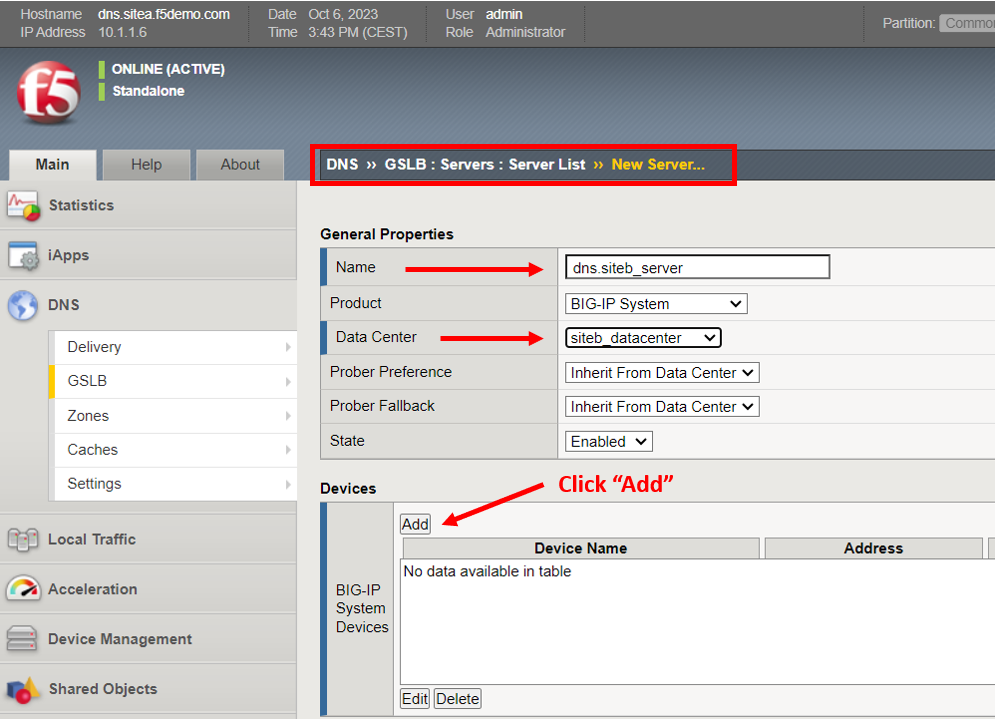 Hostname dns.sitea.f5demo.com Date Oct 6, 2023 User admin
IP Address 10.1.1.6 Time 3:43 PM (CEST) Role Administrator
Partition: Commo
f5
ONLINE (ACTIVE)
Standalone
Main Help About
DNS ›› GSLB : Servers : Server List ›› New Server...
Statistics
iApps
DNS
Delivery
GSLB
Zones
Caches
Settings
Local Traffic
Acceleration
Device Management
Shared Objects
General Properties
Name dns.siteb_server
Product BIG-IP System
Data Center siteb_datacenter
Prober Preference Inherit From Data Center
Prober Fallback Inherit From Data Center
State Enabled
Click “Add”
Devices
Add
Device Name Address
No data available in table
BIG-IP
System
Devices
Edit Delete